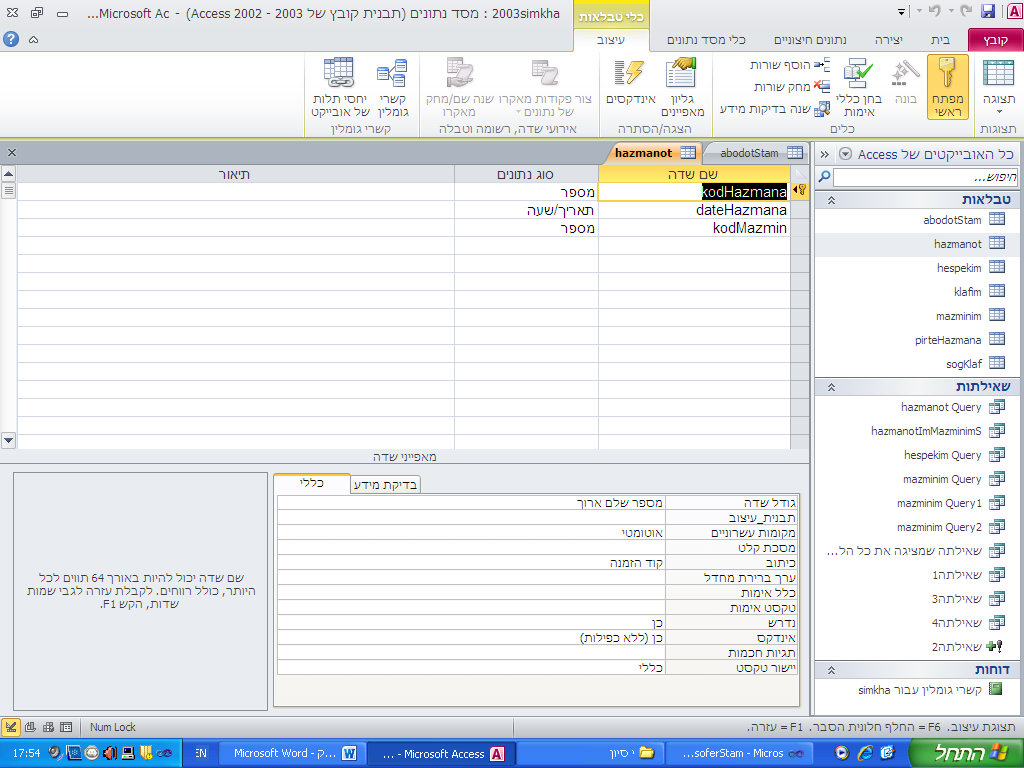 2003simkha : מסד נתונים (תבנית קובץ של Access 2002 - 2003) - Microsoft Ac...
כלי טבלאות
קובץ
בית
יצירה
נתונים חיצוניים
כלי מסד נתונים
עיצוב
תצוגה
תצוגות
מפתח ראשי
בונה
בחן כללי אימות
הוסף שורות
מחק שורות
שנה בדיקות מידע
כלים
גליון מאפיינים
אינדקסים
הצגה/הסתרה
צור פקודות מאקרו של נתונים
שנה שם/מחק מאקרו
אירועי שדה, רשומה וטבלה
קשרי גומלין
יחסי תלות של אובייקט
קשרי גומלין
כל האובייקטים של Access
חיפוש...
טבלאות
abodotStam
hazmanot
hespekim
klafim
mazminim
pirteHazmana
sogKlaf
שאילתות
hazmanot Query
hazmanotImMazminimS
hespekim Query
mazminim Query
mazminim Query1
mazminim Query2
שאילתה שמציגה את כל הל...
שאילתה1
שאילתה3
שאילתה4
שאילתה2
דוחות
קשרי גומלין עבור simkha
abodotStam
hazmanot
שם שדה
סוג נתונים
תיאור
kodHazmana
מספר
dateHazmana
תאריך/שעה
kodMazmin
מספר
מאפייני שדה
כללי
בדיקת מידע
גודל שדה
מספר שלם ארוך
תבנית_עיצוב
מקומות עשרוניים
אוטומטי
מסכת קלט
כיתוב
קוד הזמנה
ערך ברירת מחדל
כלל אימות
טקסט אימות
נדרש
כן
אינדקס
כן (ללא כפילות)
תגיות חכמות
יישור טקסט
כללי
שם שדה יכול להיות באורך 64 תווים לכל
היותר, כולל רווחים. לקבלת עזרה לגבי שמות
שדות, הקש F1.
תצוגת עיצוב. F6 = החלף חלונית הסבר. F1 = עזרה.
Num Lock
התחל
soferStam - Micros...
י סיון
... - Microsoft Access
ק... - Microsoft Word
EN
17:54